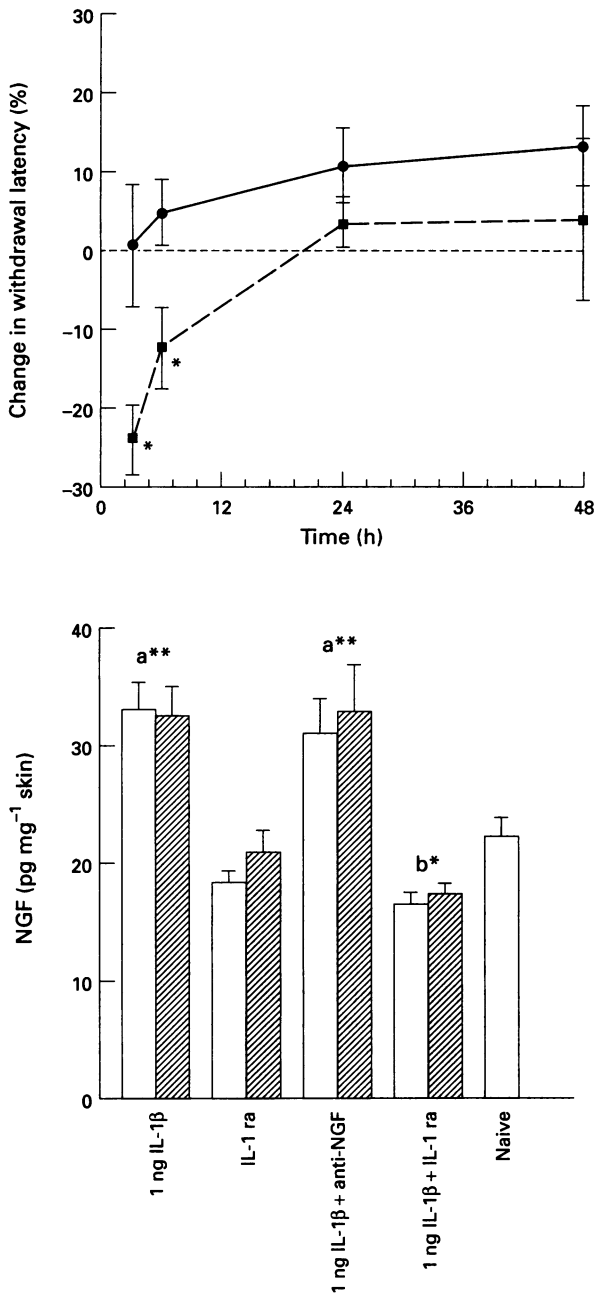 Change in withdrawal latency (%)
30
20
10
0
−10
−20
−30
*
*
0
12
24
36
48
Time (h)
NGF (pg mg⁻¹ skin)
40
30
20
10
0
a**
a**
b*
1 ng IL-1β
IL-1 ra
1 ng IL-1β + anti-NGF
1 ng IL-1β + IL-1 ra
Naive